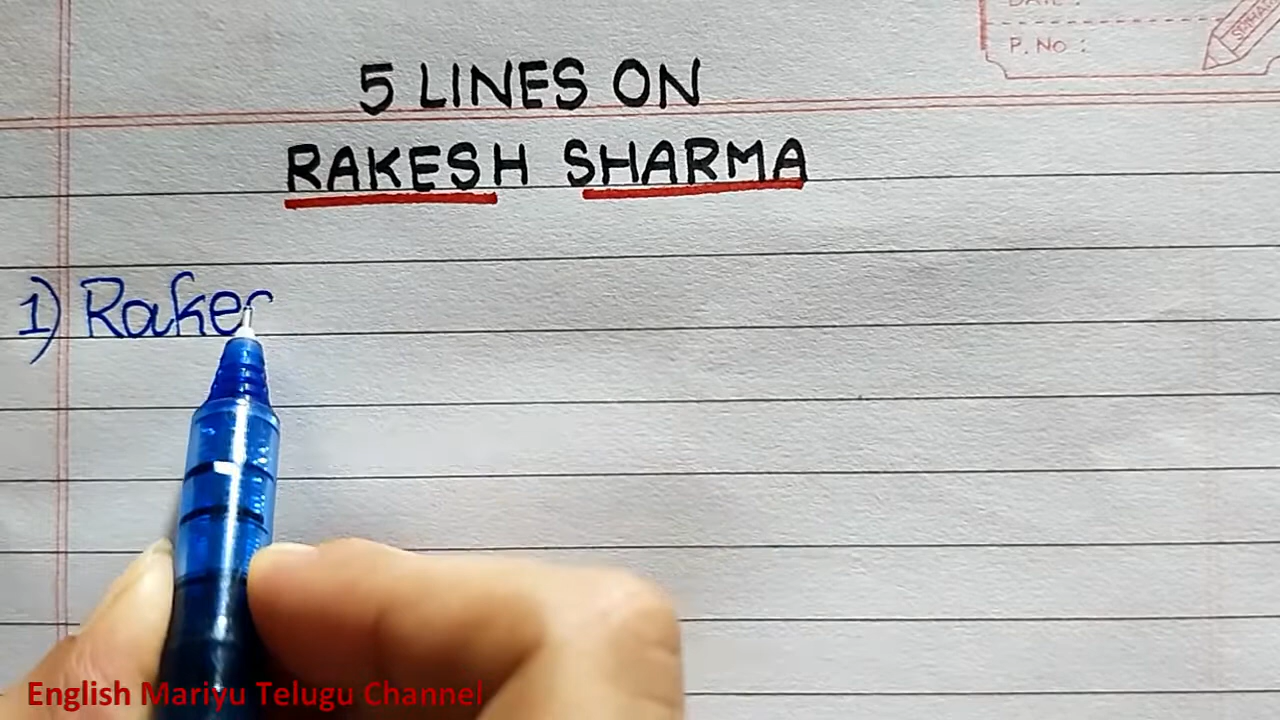 P. No :
5 LINES ON
RAKESH SHARMA
1) Rake
English Mariyu Telugu Channel